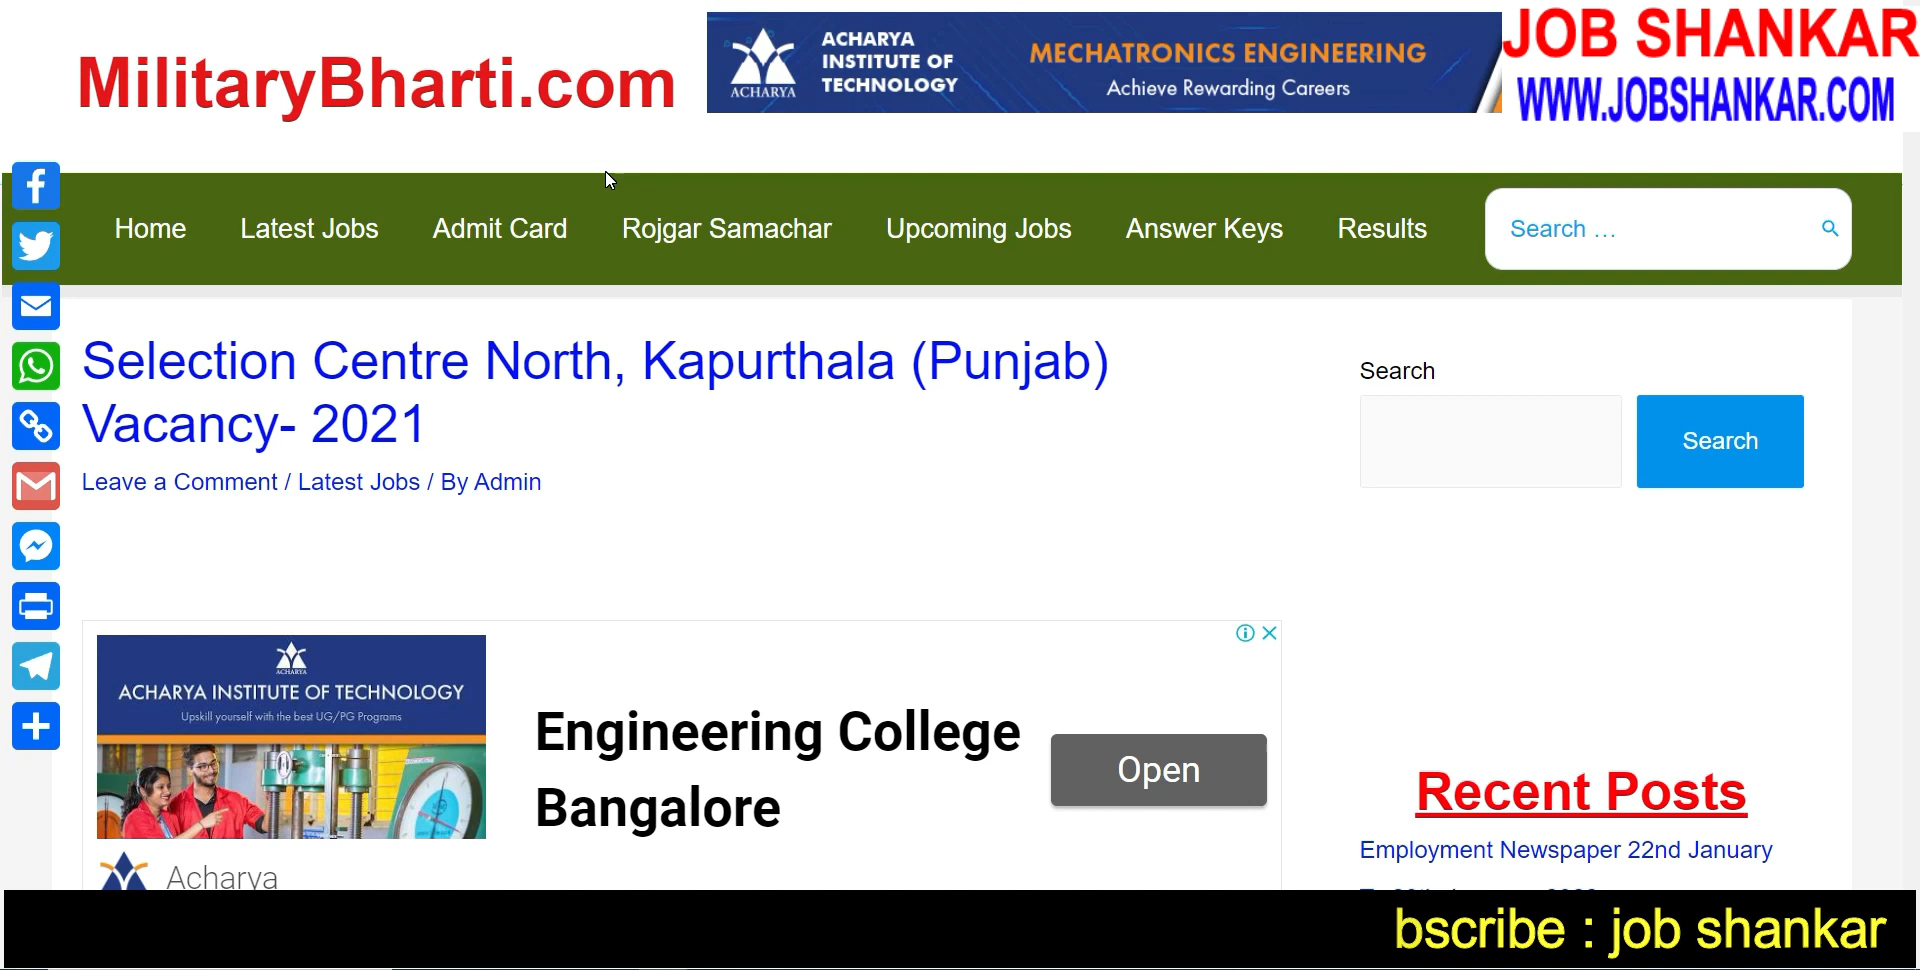 MilitaryBharti.com
ACHARYA
INSTITUTE OF
TECHNOLOGY
ACHARYA
MECHATRONICS ENGINEERING
Achieve Rewarding Careers
JOB SHANKAR
WWW.JOBSHANKAR.COM
Home Latest Jobs Admit Card Rojgar Samachar Upcoming Jobs Answer Keys Results Search ...
Selection Centre North, Kapurthala (Punjab)
Vacancy- 2021
Leave a Comment / Latest Jobs / By Admin
Search
Search
ACHARYA
ACHARYA INSTITUTE OF TECHNOLOGY
Upskill yourself with the best UG/PG Programs
Engineering College
Bangalore
Open
Acharya
Recent Posts
Employment Newspaper 22nd January
bscribe : job shankar